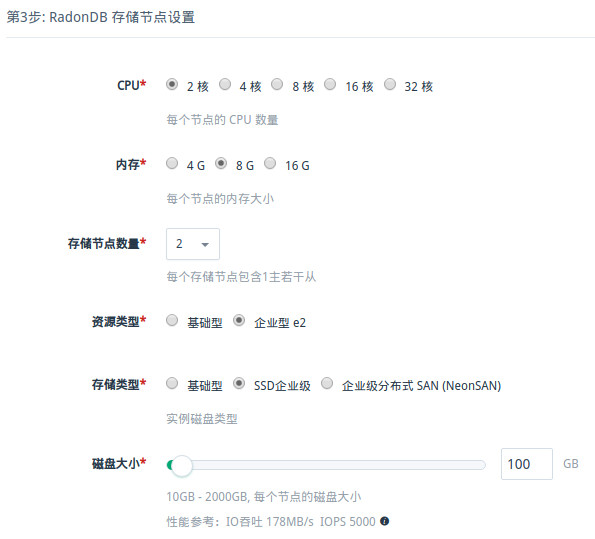 第3步: RadonDB 存储节点设置
CPU* 2 核 4 核 8 核 16 核 32 核
每个节点的 CPU 数量
内存* 4 G 8 G 16 G
每个节点的内存大小
存储节点数量* 2
每个存储节点包含1主若干从
资源类型* 基础型 企业型 e2
存储类型* 基础型 SSD企业级 企业级分布式 SAN (NeonSAN)
实例磁盘类型
磁盘大小* 100 GB
10GB - 2000GB, 每个节点的磁盘大小
性能参考: IO吞吐 178MB/s IOPS 5000